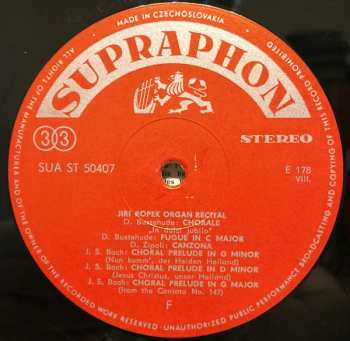 MADE IN CZECHOSLOVAKIA
ALL RIGHTS OF THE MANUFACTURER AND OF THE OWNER OF THE RECORDED WORK RESERVED · UNAUTHORIZED PUBLIC PERFORMANCE BROADCASTING AND COPYING OF THIS RECORD PROHIBITED
SUPRAPHON
33
STEREO
SUA ST 50407
E 178
VIII.
JIŘÍ ROPEK ORGAN RECITAL
D. Buxtehude: CHORALE
„In dulci jubilo“
D. Buxtehude: FUGUE IN C MAJOR
D. Zipoli: CANZONA
J. S. Bach: CHORAL PRELUDE IN G MINOR
(Nun komm', der Heiden Heiland)
J. S. Bach: CHORAL PRELUDE IN D MINOR
(Jesus Christus, unser Heiland)
J. S. Bach: CHORAL PRELUDE IN G MAJOR
(from the Cantata No. 147)
F